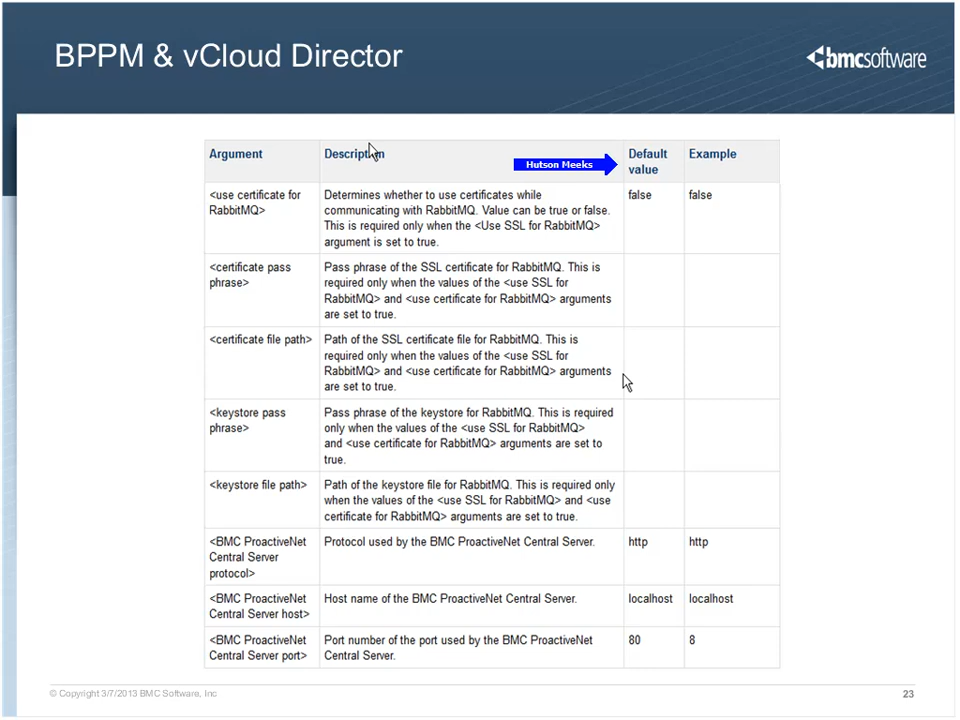 BPPM & vCloud Director
bmcsoftware
Argument
Description
Hutson Meeks
Default
value
Example
<use certificate for
RabbitMQ>
Determines whether to use certificates while
communicating with RabbitMQ. Value can be true or false.
This is required only when the <Use SSL for RabbitMQ>
argument is set to true.
false
false
<certificate pass
phrase>
Pass phrase of the SSL certificate for RabbitMQ. This is
required only when the values of the <use SSL for
RabbitMQ> and <use certificate for RabbitMQ> arguments
are set to true.
<certificate file path>
Path of the SSL certificate file for RabbitMQ. This is
required only when the values of the <use SSL for
RabbitMQ> and <use certificate for RabbitMQ> arguments
are set to true.
<keystore pass
phrase>
Pass phrase of the keystore for RabbitMQ. This is required
only when the values of the <use SSL for RabbitMQ>
and <use certificate for RabbitMQ> arguments are set to
true.
<keystore file path>
Path of the keystore file for RabbitMQ. This is required only
when the values of the <use SSL for RabbitMQ> and <use
certificate for RabbitMQ> arguments are set to true.
<BMC ProactiveNet
Central Server
protocol>
Protocol used by the BMC ProactiveNet Central Server.
http
http
<BMC ProactiveNet
Central Server host>
Host name of the BMC ProactiveNet Central Server.
localhost
localhost
<BMC ProactiveNet
Central Server port>
Port number of the port used by the BMC ProactiveNet
Central Server.
80
8
© Copyright 3/7/2013 BMC Software, Inc
23